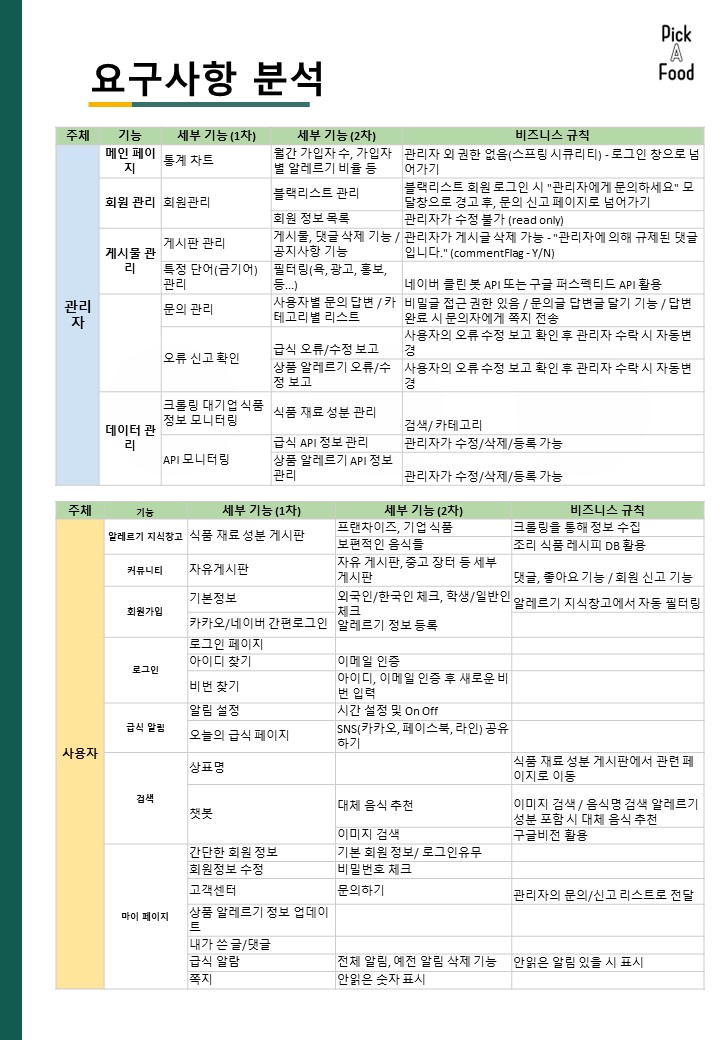 Pick
A
Food
요구사항 분석
주체 기능 세부 기능 (1차) 세부 기능 (2차) 비즈니스 규칙
관리
자
메인 페이
지
통계 차트
월간 가입자 수, 가입자
별 알레르기 비율 등
관리자 외 권한 없음(스프링 시큐리티) - 로그인 창으로 넘
어가기
회원 관리
회원관리
블랙리스트 관리
블랙리스트 회원 로그인 시 "관리자에게 문의하세요" 모
달창으로 경고 후, 문의 신고 페이지로 넘어가기
회원 정보 목록
관리자가 수정 불가 (read only)
게시물 관
리
게시판 관리
게시물, 댓글 삭제 기능 /
공지사항 기능
관리자가 게시글 삭제 가능 - "관리자에 의해 규제된 댓글
입니다." (commentFlag - Y/N)
특정 단어(금기어)
관리
필터링(욕, 광고, 홍보,
등...)
네이버 클린 봇 API 또는 구글 퍼스펙티드 API 활용
문의 관리
사용자별 문의 답변 / 카
테고리별 리스트
비밀글 접근 권한 있음 / 문의글 답변글 달기 기능 / 답변
완료 시 문의자에게 쪽지 전송
오류 신고 확인
급식 오류/수정 보고
사용자의 오류 수정 보고 확인 후 관리자 수락 시 자동변
경
상품 알레르기 오류/수
정 보고
사용자의 오류 수정 보고 확인 후 관리자 수락 시 자동변
경
데이터 관
리
크롤링 대기업 식품
정보 모니터링
식품 재료 성분 관리
검색/ 카테고리
API 모니터링
급식 API 정보 관리
관리자가 수정/삭제/등록 가능
상품 알레르기 API 정보
관리
관리자가 수정/삭제/등록 가능
주체 기능 세부 기능 (1차) 세부 기능 (2차) 비즈니스 규칙
사용자
알레르기 지식창고
식품 재료 성분 게시판
프랜차이즈, 기업 식품
크롤링을 통해 정보 수집
보편적인 음식들
조리 식품 레시피 DB 활용
커뮤니티
자유게시판
자유 게시판, 중고 장터 등 세부
게시판
댓글, 좋아요 기능 / 회원 신고 기능
회원가입
기본정보
외국인/한국인 체크, 학생/일반인
체크
알레르기 지식창고에서 자동 필터링
카카오/네이버 간편로그인
알레르기 정보 등록
로그인
로그인 페이지
아이디 찾기
이메일 인증
비번 찾기
아이디, 이메일 인증 후 새로운 비
번 입력
급식 알림
알림 설정
시간 설정 및 On Off
오늘의 급식 페이지
SNS(카카오, 페이스북, 라인) 공유
하기
검색
상표명
식품 재료 성분 게시판에서 관련 페
이지로 이동
챗봇
대체 음식 추천
이미지 검색 / 음식명 검색 알레르기
성분 포함 시 대체 음식 추천
이미지 검색
구글비전 활용
마이 페이지
간단한 회원 정보
기본 회원 정보/ 로그인유무
회원정보 수정
비밀번호 체크
고객센터
문의하기
관리자의 문의/신고 리스트로 전달
상품 알레르기 정보 업데이
트
내가 쓴 글/댓글
급식 알람
전체 알림, 예전 알림 삭제 기능
안읽은 알림 있을 시 표시
쪽지
안읽은 숫자 표시